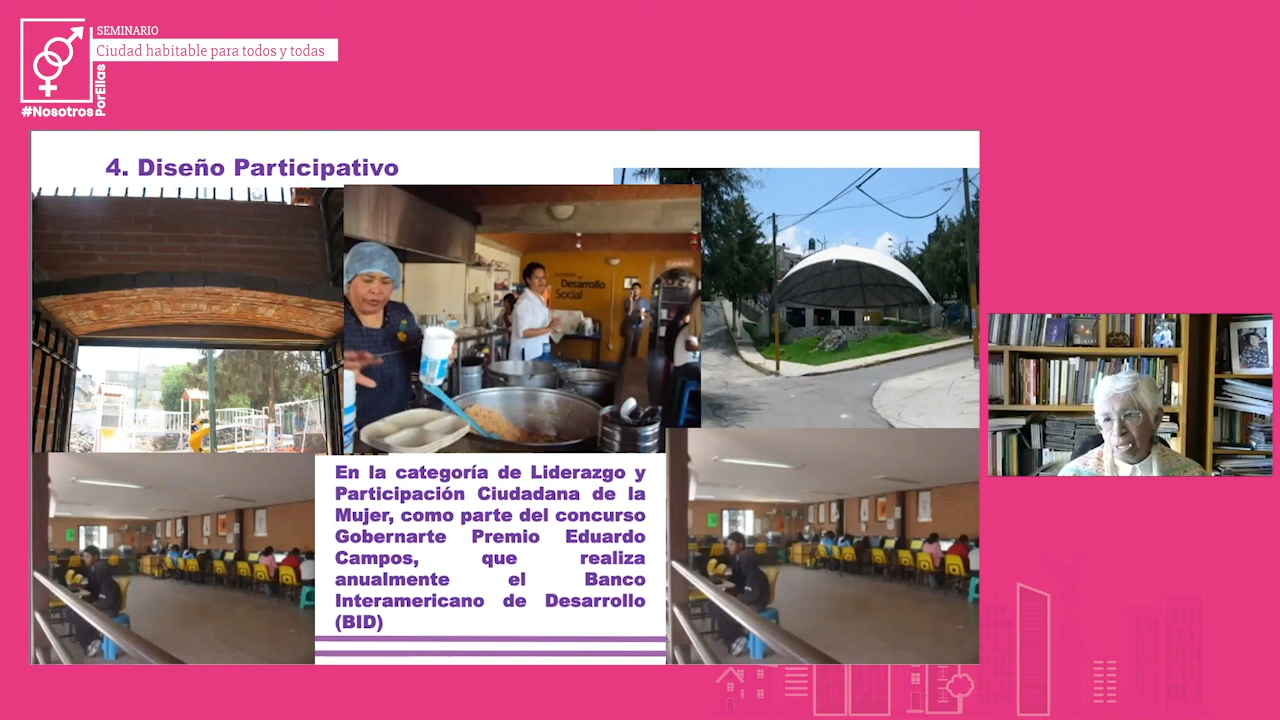 SEMINARIO
Ciudad habitable para todos y todas
#Nosotros
PorEllas
4. Diseño Participativo
Desarrollo
Social
En la categoría de Liderazgo y
Participación Ciudadana de la
Mujer, como parte del concurso
Gobernarte Premio Eduardo
Campos, que realiza
anualmente el Banco
Interamericano de Desarrollo
(BID)